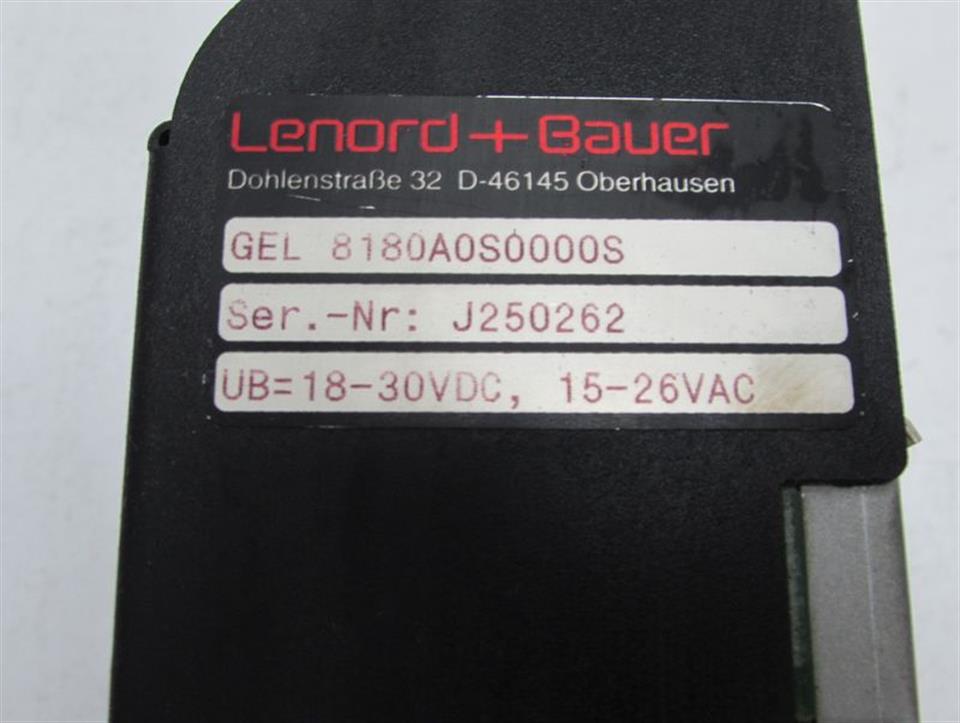 Lenord+Bauer
Dohlenstraße 32 D-46145 Oberhausen
GEL 8180A0S0000S
Ser.-Nr: J250262
UB=18-30VDC, 15-26VAC